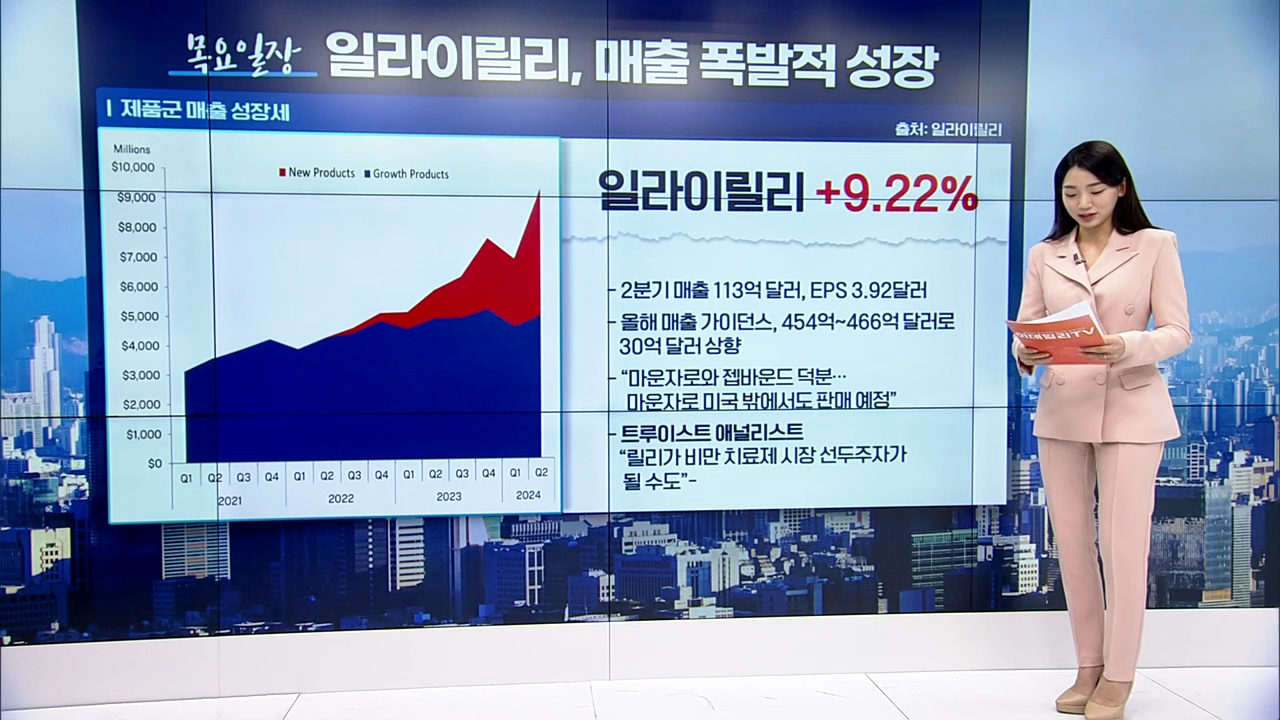 목요일장
일라이릴리, 매출 폭발적 성장
제품군 매출 성장세
출처: 일라이릴리
Millions
$10,000
$9,000
$8,000
$7,000
$6,000
$5,000
$4,000
$3,000
$2,000
$1,000
$0
New Products
Growth Products
Q1 Q2 Q3 Q4 Q1 Q2 Q3 Q4 Q1 Q2 Q3 Q4 Q1 Q2
2021 2022 2023 2024
일라이릴리 +9.22%
- 2분기 매출 113억 달러, EPS 3.92달러
- 올해 매출 가이던스, 454억~466억 달러로
30억 달러 상향
- “마운자로와 젭바운드 덕분…
마운자로 미국 밖에서도 판매 예정”
- 트루이스트 애널리스트
“릴리가 비만 치료제 시장 선두주자가
될 수도”-
이데일리TV